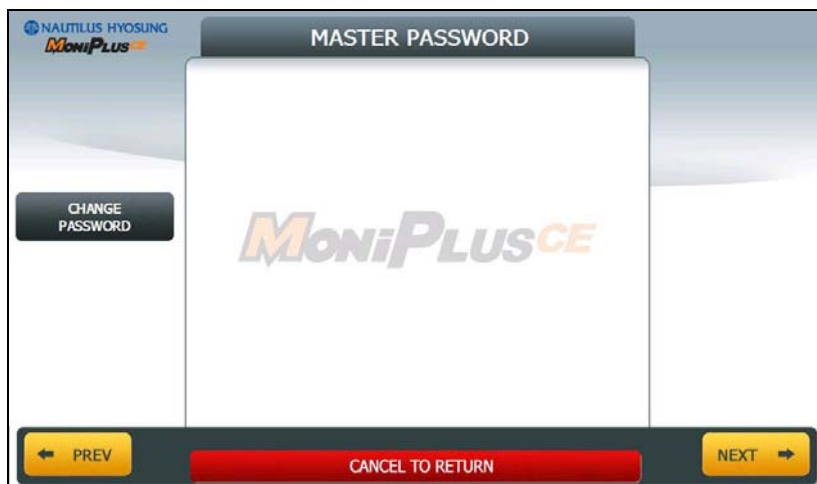 NAUTILUS HYOSUNG
MoniPlusCE
MASTER PASSWORD
CHANGE
PASSWORD
MoniPlusCE
PREV
CANCEL TO RETURN
NEXT